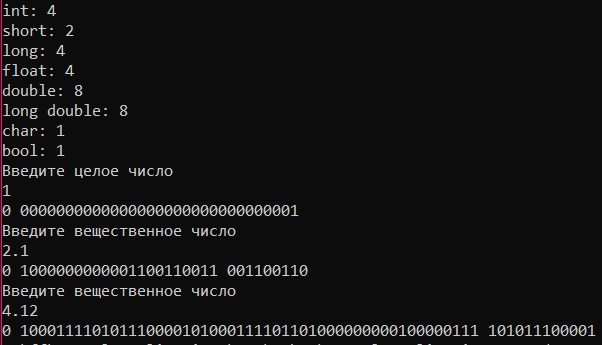 int: 4
short: 2
long: 4
float: 4
double: 8
long double: 8
char: 1
bool: 1
Введите целое число
1
0 0000000000000000000000000000001
Введите вещественное число
2.1
0 1000000000001100110011 001100110
Введите вещественное число
4.12
0 100011110101110000101000111101101000000000100000111 101011100001